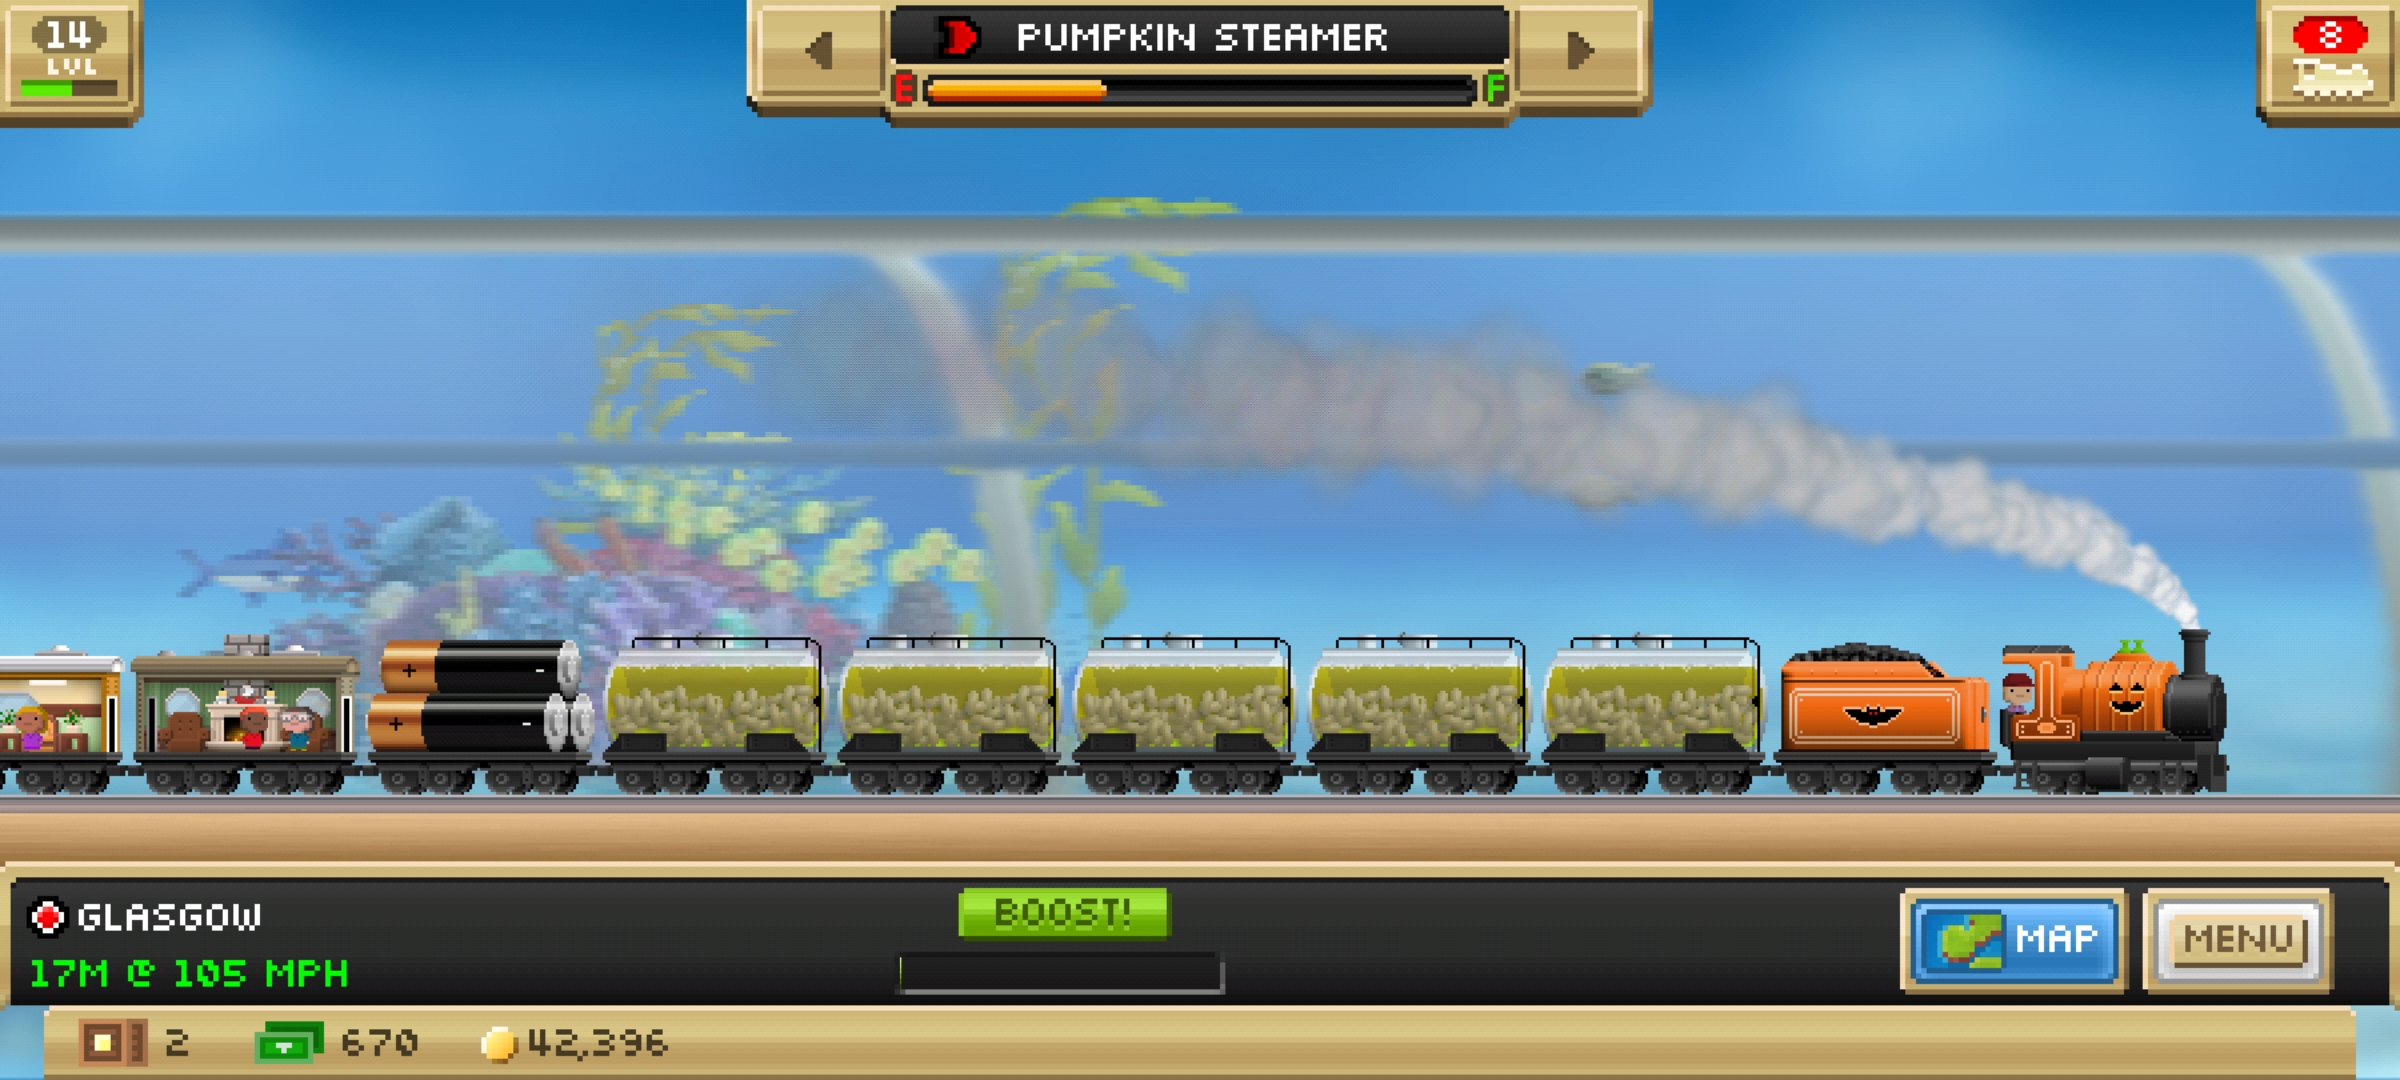 14
LVL
PUMPKIN STEAMER
E F
8
+ -
+ -
GLASGOW
17M @ 105 MPH
BOOST!
MAP
MENU
2 670 42,396